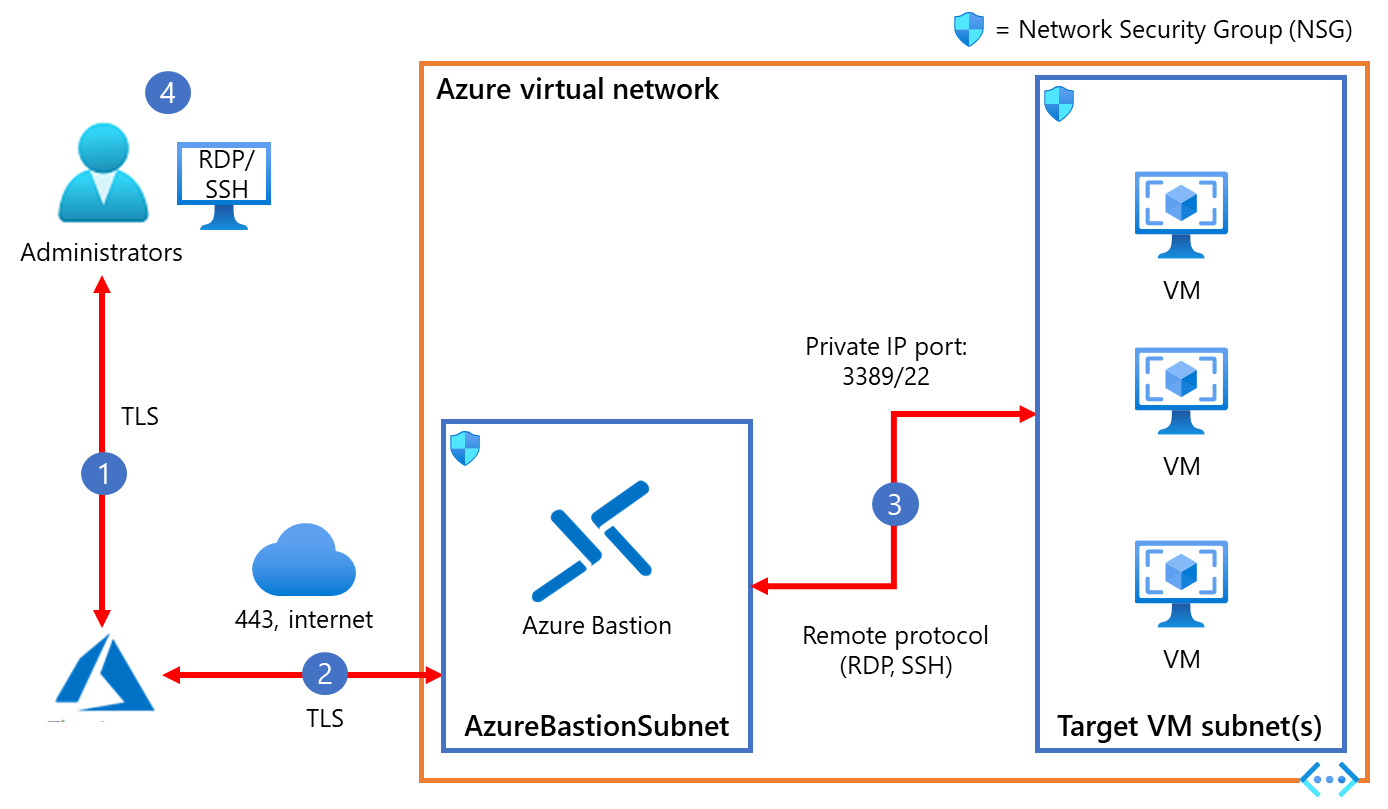 = Network Security Group (NSG)
Azure virtual network
4
RDP/
SSH
Administrators
TLS
1
443, internet
2
TLS
Azure Bastion
AzureBastionSubnet
Private IP port:
3389/22
3
Remote protocol
(RDP, SSH)
VM
VM
VM
Target VM subnet(s)